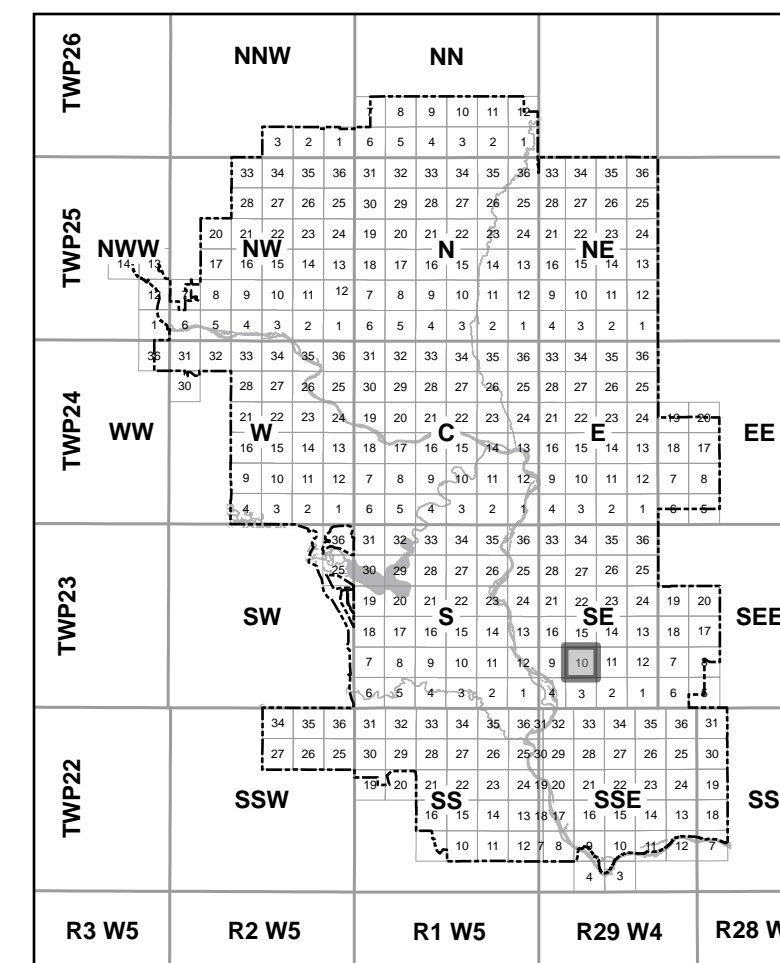 TWP26 NNW NN
7 8 9 10 11 12
3 2 1 6 5 4 3 2 1
33 34 35 36 31 32 33 34 35 36 33 34 35 36
28 27 26 25 30 29 28 27 26 25 28 27 26 25
20 21 22 23 24 19 20 21 22 23 24 21 22 23 24
TWP25 NWW NW N NE
14 13 17 16 15 14 13 18 17 16 15 14 13 16 15 14 13
12 7 8 9 10 11 12 7 8 9 10 11 12 9 10 11 12
1 6 5 4 3 2 1 6 5 4 3 2 1 4 3 2 1
36 31 32 33 34 35 36 31 32 33 34 35 36 33 34 35 36
30 28 27 26 25 30 29 28 27 26 25 28 27 26 25
21 22 23 24 19 20 21 22 23 24 21 22 23 24 19 20
TWP24 WW W C E EE
16 15 14 13 18 17 16 15 14 13 16 15 14 13 18 17
9 10 11 12 7 8 9 10 11 12 9 10 11 12 7 8
4 3 2 1 6 5 4 3 2 1 4 3 2 1 6 5
36 31 32 33 34 35 36 33 34 35 36
25 30 29 28 27 26 25 28 27 26 25
19 20 21 22 23 24 21 22 23 24 19 20
TWP23 SW S SE SEE
18 17 16 15 14 13 16 15 14 13 18 17
7 8 9 10 11 12 9 10 11 12 7 8
6 5 4 3 2 1 4 3 2 1 6
34 35 36 31 32 33 34 35 36 31 32 33 34 35 36 31
27 26 25 30 29 28 27 26 25 30 29 28 27 26 25 30
19 20 21 22 23 24 19 20 21 22 23 24 19
TWP22 SSW SS SSE SS
16 15 14 13 18 17 16 15 14 13 18
10 11 12 7 8 9 10 11 12 7
4 3
R3 W5 R2 W5 R1 W5 R29 W4 R28 W